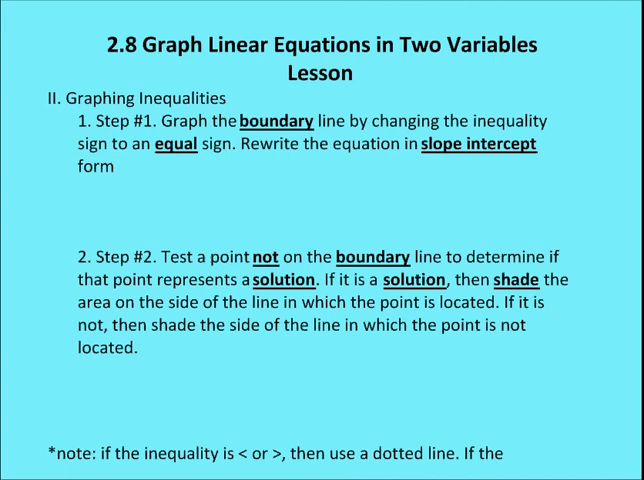 2.8 Graph Linear Equations in Two Variables
Lesson
II. Graphing Inequalities
1. Step #1. Graph the boundary line by changing the inequality
sign to an equal sign. Rewrite the equation in slope intercept
form
2. Step #2. Test a point not on the boundary line to determine if
that point represents a solution. If it is a solution, then shade the
area on the side of the line in which the point is located. If it is
not, then shade the side of the line in which the point is not
located.
*note: if the inequality is < or >, then use a dotted line. If the